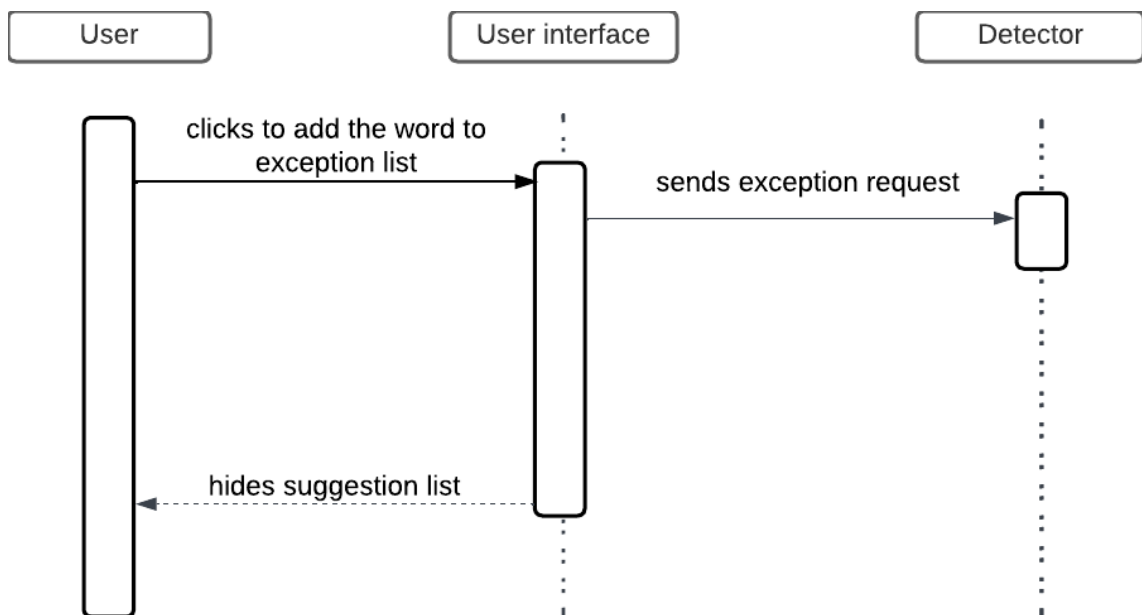 User
User interface
Detector
clicks to add the word to
exception list
sends exception request
hides suggestion list